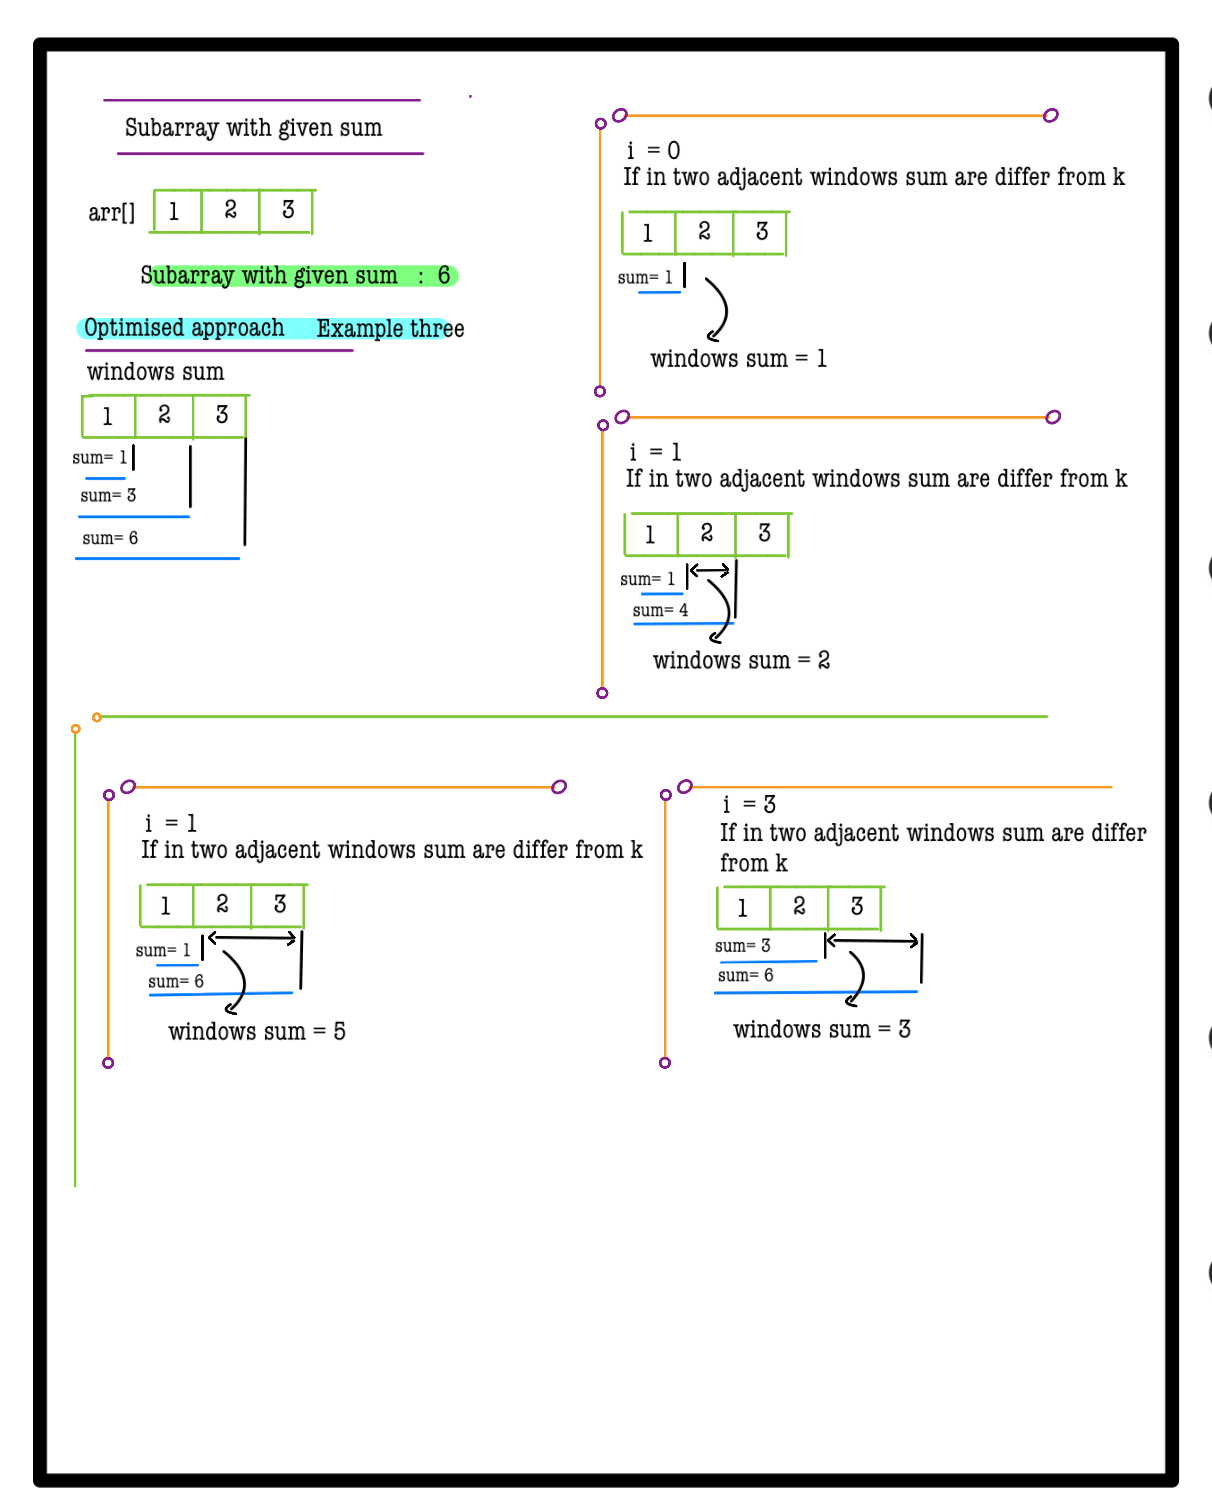 Subarray with given sum
arr[] 1 2 3
Subarray with given sum : 6
Optimised approach Example three
windows sum
1 2 3
sum= 1
sum= 3
sum= 6
i = 0
If in two adjacent windows sum are differ from k
1 2 3
sum= 1
windows sum = 1
i = 1
If in two adjacent windows sum are differ from k
1 2 3
sum= 1
sum= 4
windows sum = 2
i = 1
If in two adjacent windows sum are differ from k
1 2 3
sum= 1
sum= 6
windows sum = 5
i = 3
If in two adjacent windows sum are differ
from k
1 2 3
sum= 3
sum= 6
windows sum = 3